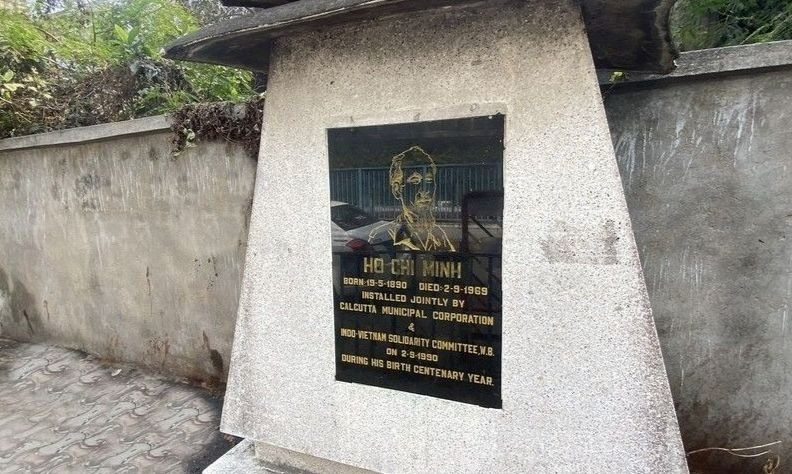 HO CHI MINH
BORN:19-5-1890 DIED:2-9-1969
INSTALLED JOINTLY BY
CALCUTTA MUNICIPAL CORPORATION
&
INDO-VIETNAM SOLIDARITY COMMITTEE, W.B.
ON 2-9-1990
DURING HIS BIRTH CENTENARY YEAR.